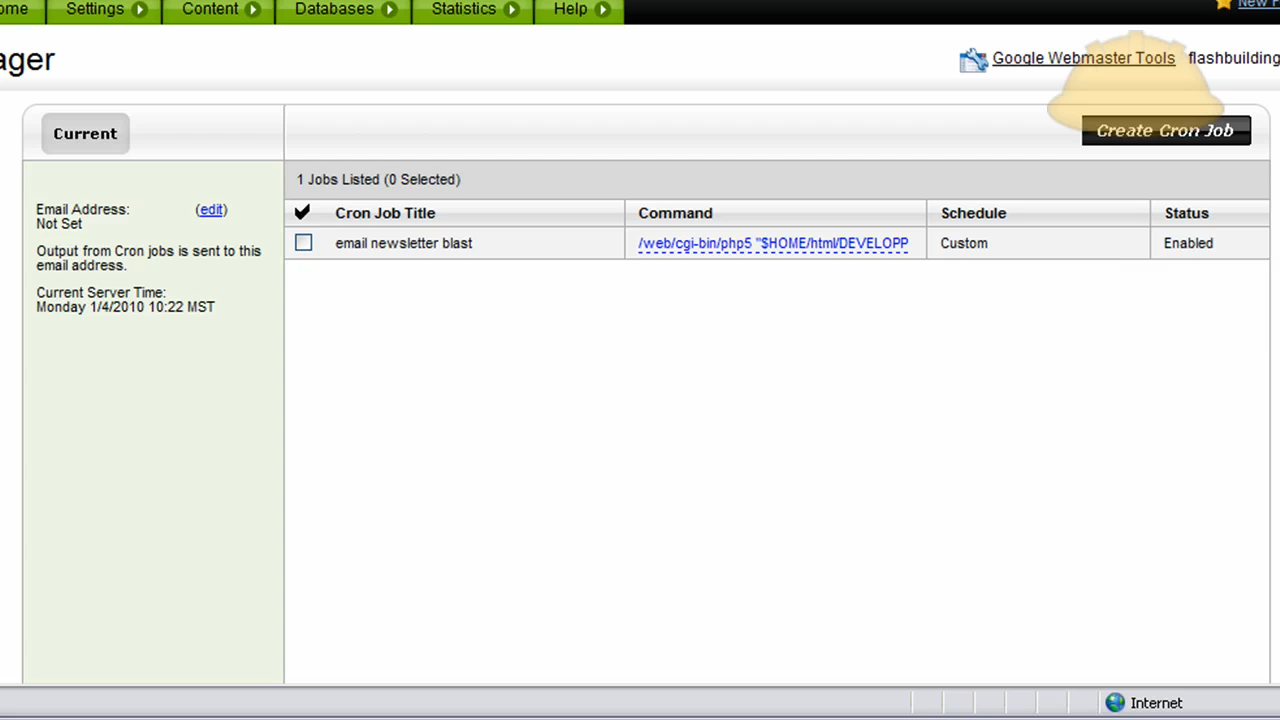 ome Settings Content Databases Statistics Help
ager
Google Webmaster Tools flashbuilding
Current
Create Cron Job
1 Jobs Listed (0 Selected)
Cron Job Title Command Schedule Status
email newsletter blast /web/cgi-bin/php5 "$HOME/html/DEVELOPP Custom Enabled
Email Address: (edit)
Not Set
Output from Cron jobs is sent to this
email address.
Current Server Time:
Monday 1/4/2010 10:22 MST
Internet